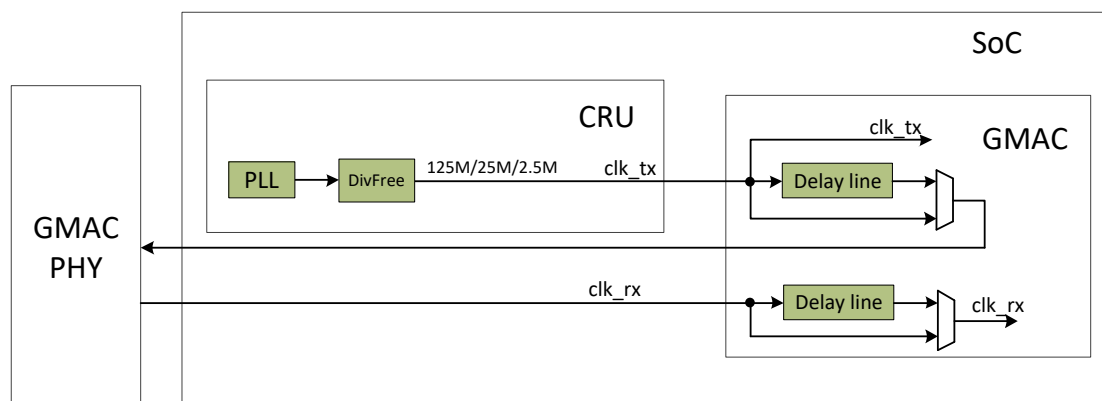 SoC
CRU
clk_tx
GMAC
125M/25M/2.5M
clk_tx
PLL
DivFree
Delay line
GMAC
PHY
clk_rx
Delay line
clk_rx